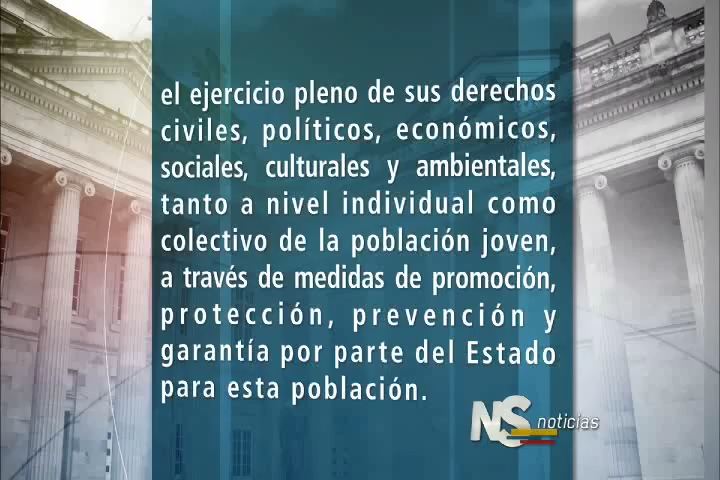 el ejercicio pleno de sus derechos
civiles, políticos, económicos,
sociales, culturales y ambientales,
tanto a nivel individual como
colectivo de la población joven,
a través de medidas de promoción,
protección, prevención y
garantía por parte del Estado
para esta población.
NS noticias